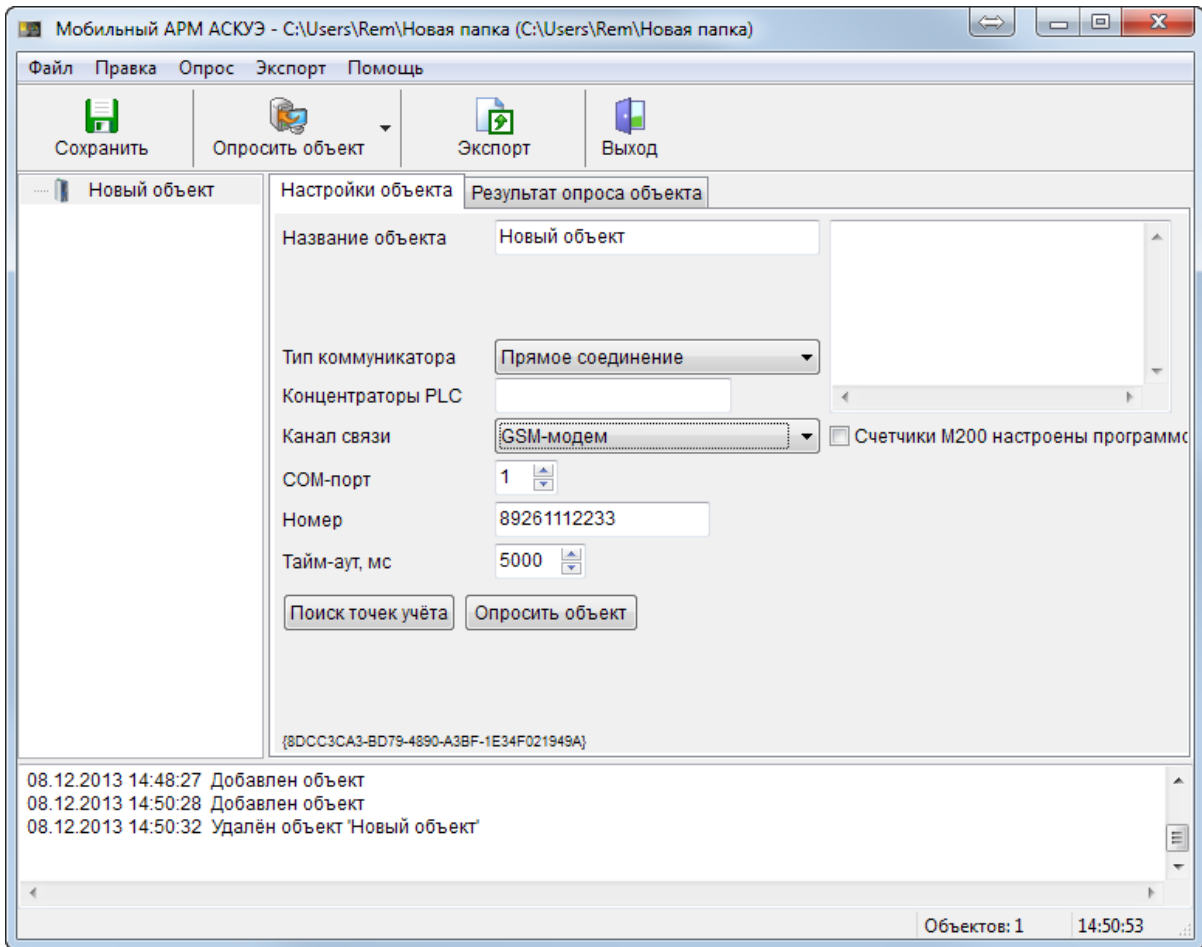 Мобильный АРМ АСКУЭ - C:\Users\Rem\Новая папка (C:\Users\Rem\Новая папка)
Файл Правка Опрос Экспорт Помощь
Сохранить Опросить объект Экспорт Выход
Новый объект
Настройки объекта Результат опроса объекта
Название объекта Новый объект
Тип коммуникатора Прямое соединение
Концентраторы PLC
Канал связи GSM-модем Счетчики М200 настроены программо
COM-порт 1
Номер 89261112233
Тайм-аут, мс 5000
Поиск точек учёта Опросить объект
{8DCC3CA3-BD79-4890-A3BF-1E34F021949A}
08.12.2013 14:48:27 Добавлен объект
08.12.2013 14:50:28 Добавлен объект
08.12.2013 14:50:32 Удалён объект 'Новый объект'
Объектов: 1 14:50:53